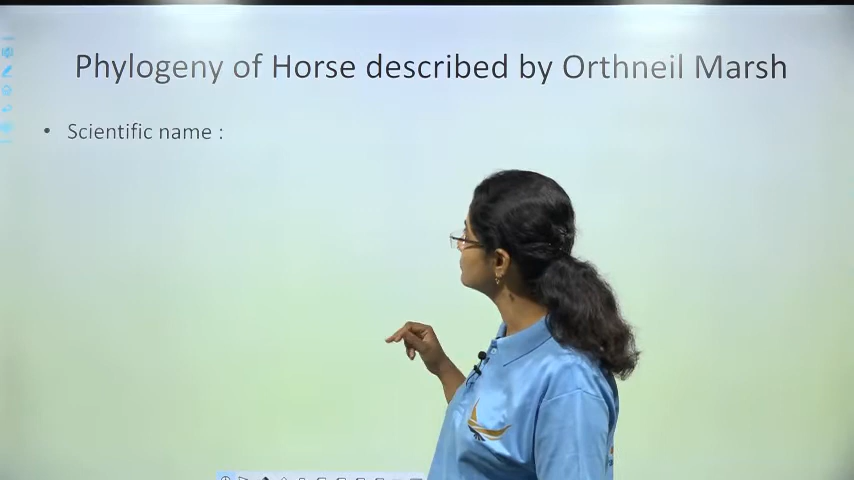 Phylogeny of Horse described by Orthneil Marsh
• Scientific name :